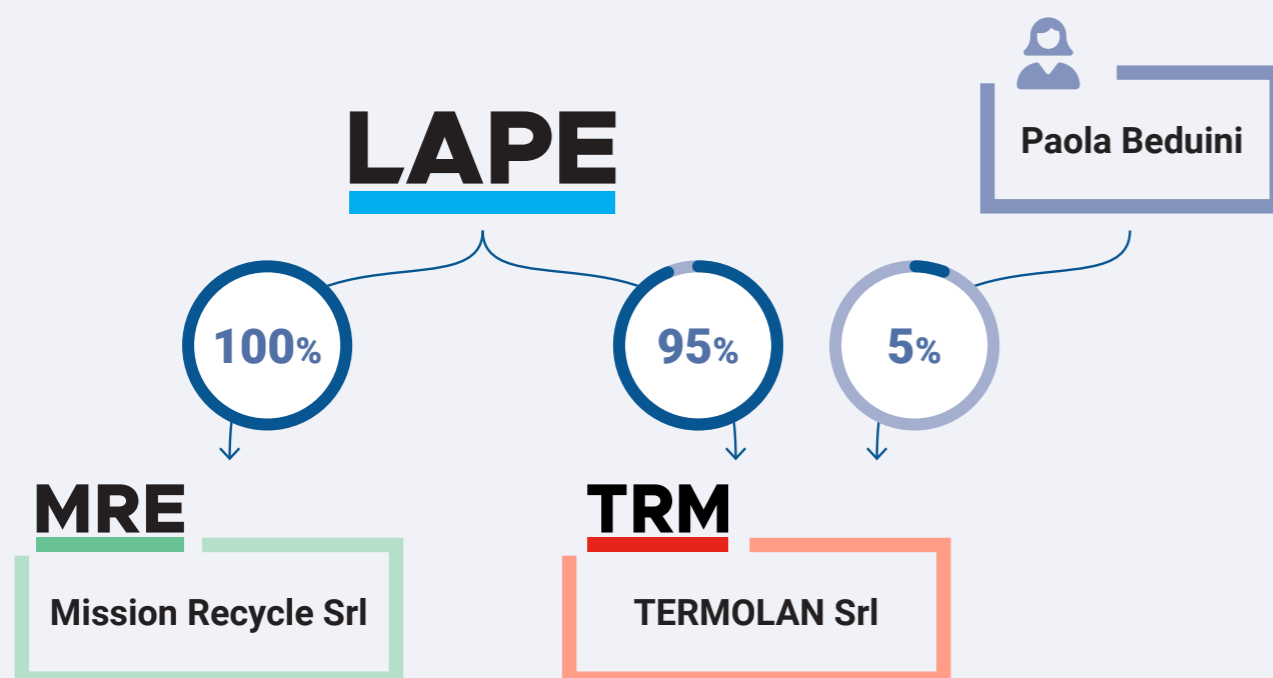 LAPE
Paola Beduini
100%
95%
5%
MRE
Mission Recycle Srl
TRM
TERMOLAN Srl